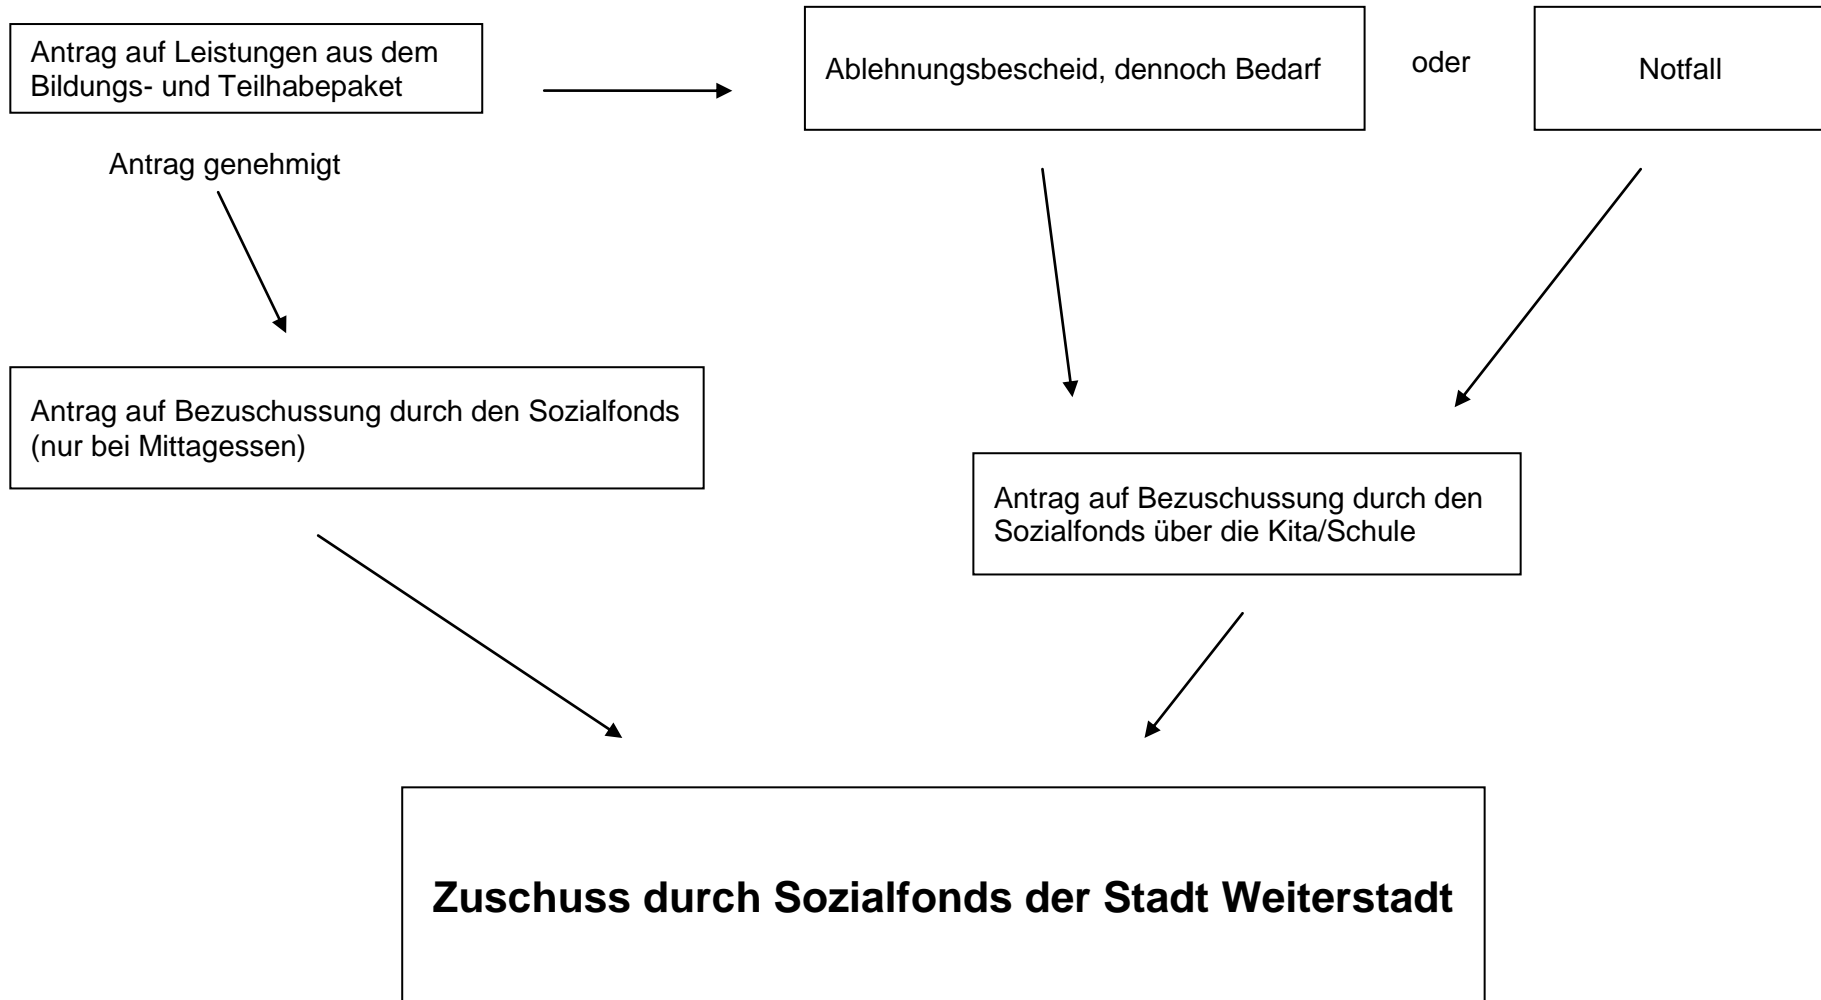 Antrag auf Leistungen aus dem
Bildungs- und Teilhabepaket
Ablehnungsbescheid, dennoch Bedarf
oder
Notfall
Antrag genehmigt
Antrag auf Bezuschussung durch den Sozialfonds
(nur bei Mittagessen)
Antrag auf Bezuschussung durch den
Sozialfonds über die Kita/Schule
Zuschuss durch Sozialfonds der Stadt Weiterstadt